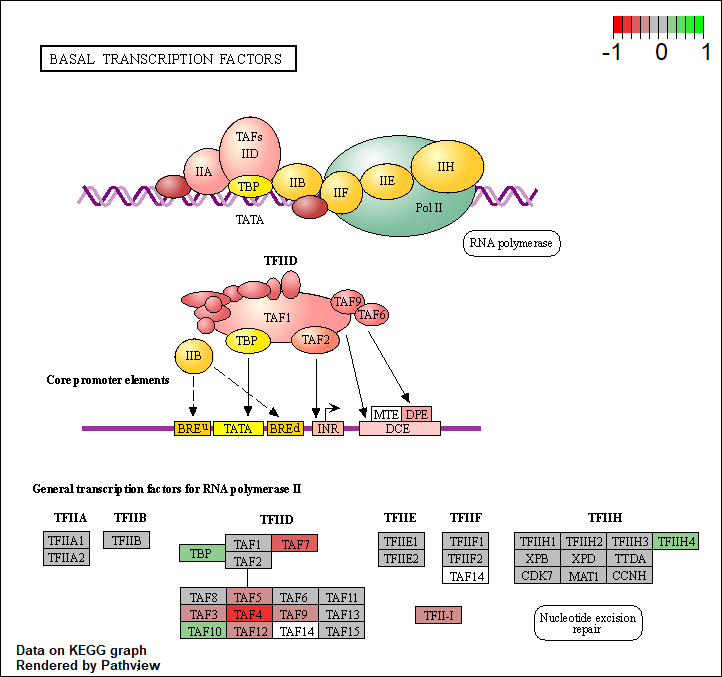 -1 0 1
BASAL TRANSCRIPTION FACTORS
TAFs
IID
IIA
TBP
IIB
IIF
IIE
IIH
Pol II
TATA
RNA polymerase
TFIID
TAF1
TAF9
TAF6
TBP
TAF2
IIB
Core promoter elements
MTE DPE
BREu TATA BREd INR DCE
General transcription factors for RNA polymerase II
TFIIA TFIIB TFIID TFIIE TFIIF TFIIH
TFIIA1 TFIIB TAF1 TAF7 TFIIE1 TFIIF1 TFIIH1 TFIIH2 TFIIH3 TFIIH4
TFIIA2 TBP TAF2 TFIIE2 TFIIF2 XPB XPD TTDA
TAF14 CDK7 MAT1 CCNH
TAF8 TAF5 TAF6 TAF11
TAF3 TAF4 TAF9 TAF13
TAF10 TAF12 TAF14 TAF15
TFII-I
Nucleotide excision
repair
Data on KEGG graph
Rendered by Pathview